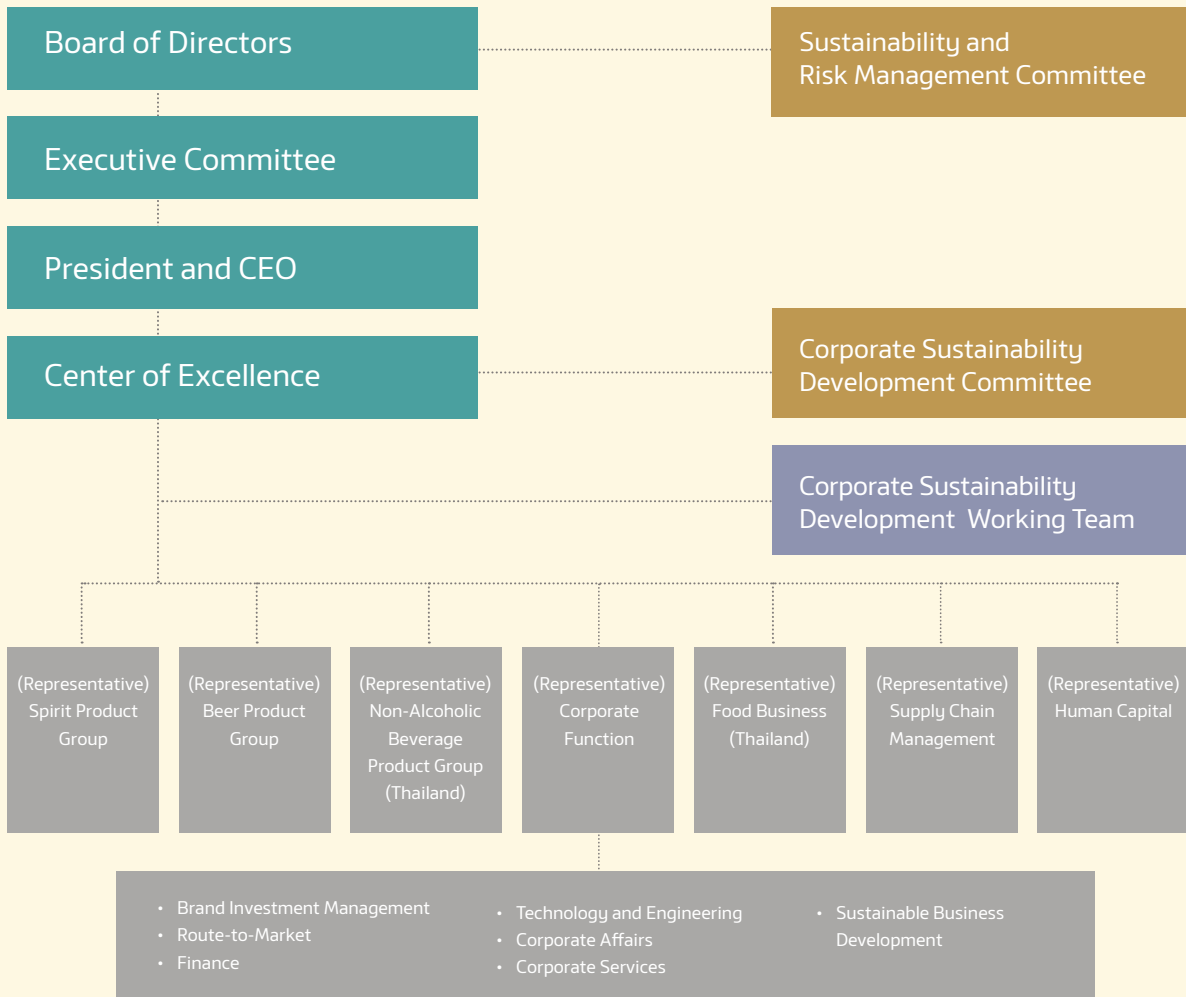 Board of Directors
Sustainability and
Risk Management Committee
Executive Committee
President and CEO
Center of Excellence
Corporate Sustainability
Development Committee
Corporate Sustainability
Development Working Team
(Representative)
Spirit Product
Group
(Representative)
Beer Product
Group
(Representative)
Non-Alcoholic
Beverage
Product Group
(Thailand)
(Representative)
Corporate
Function
(Representative)
Food Business
(Thailand)
(Representative)
Supply Chain
Management
(Representative)
Human Capital
• Brand Investment Management
• Route-to-Market
• Finance
• Technology and Engineering
• Corporate Affairs
• Corporate Services
• Sustainable Business
Development